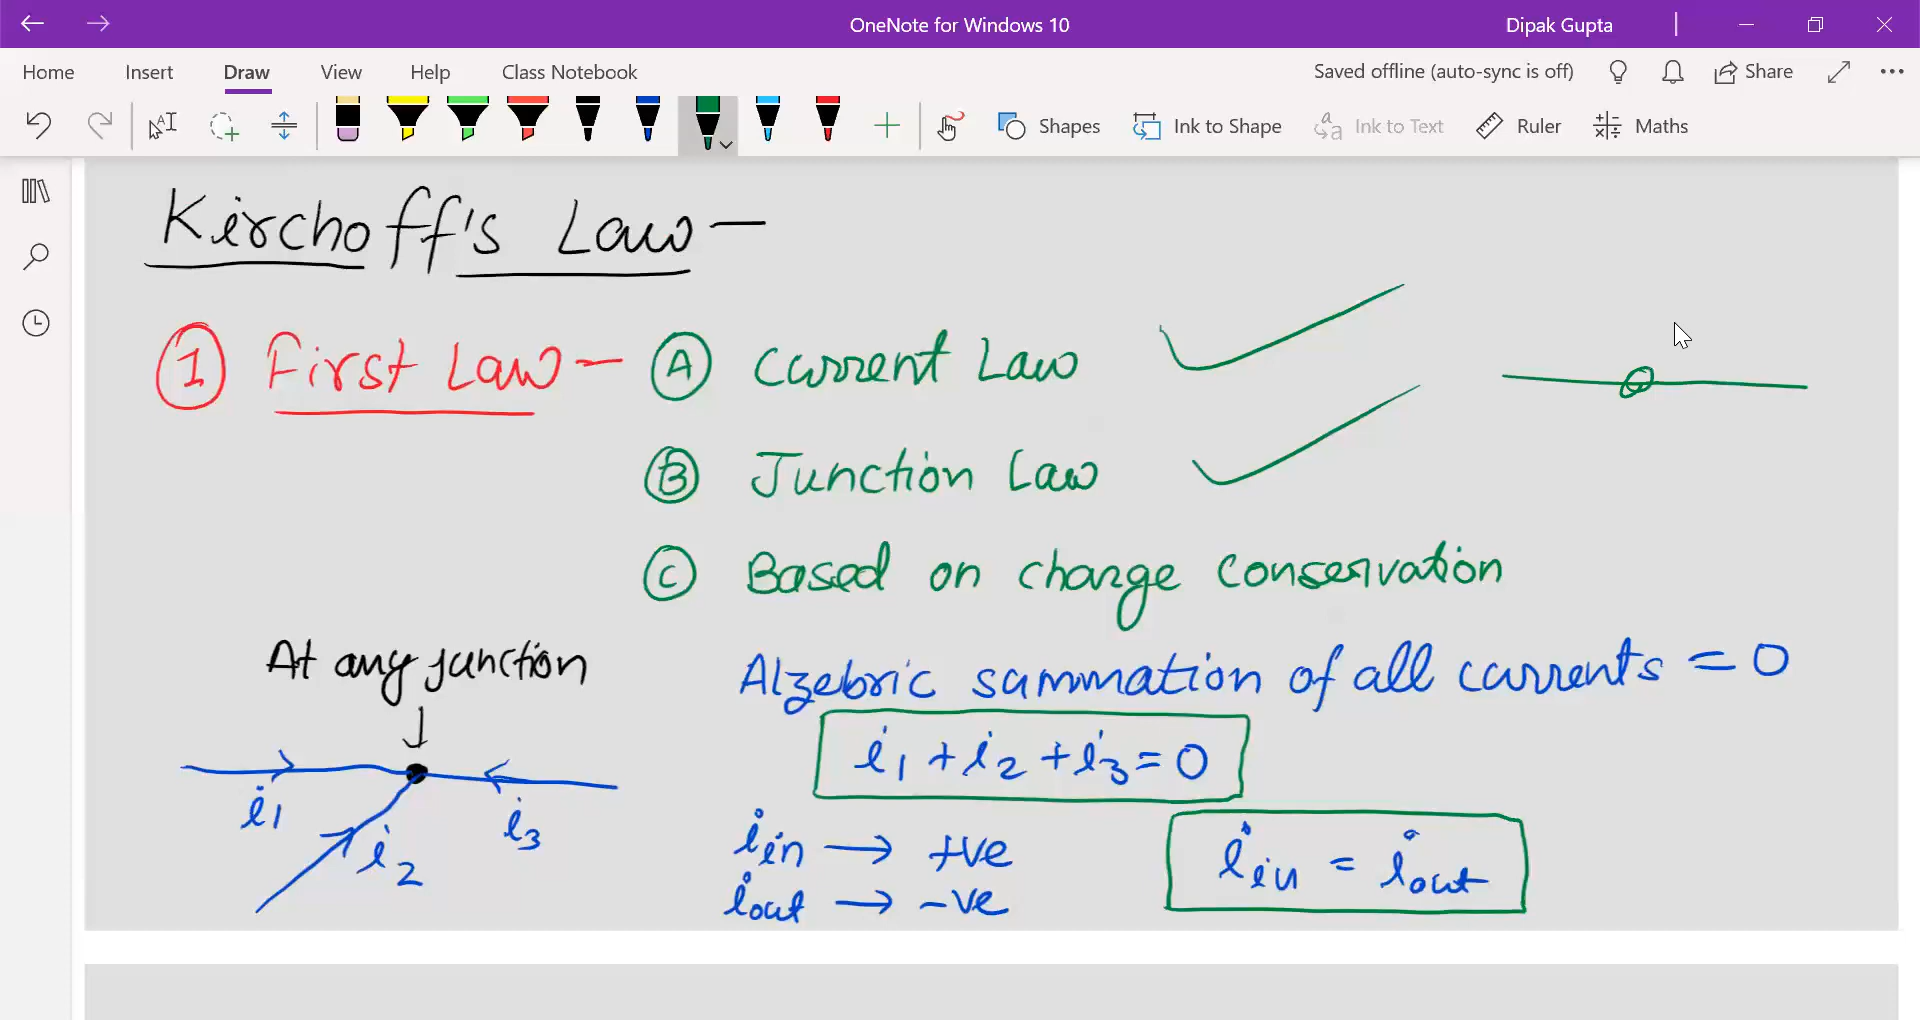 OneNote for Windows 10
Dipak Gupta
Home Insert Draw View Help Class Notebook
Saved offline (auto-sync is off) Share
Shapes Ink to Shape Ink to Text Ruler Maths
Kirchoff's Law -
1 First Law - A Current Law
B Junction Law
C Based on charge conservation
At any junction
Alzebric summation of all currents = 0
i1 + i2 + i3 = 0
i1
i2
i3
iin → +ve
iout → -ve
iin = iout